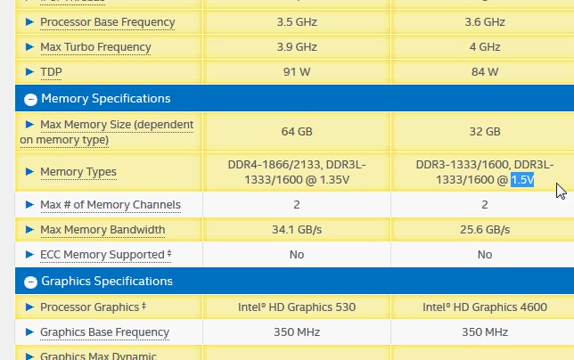 Processor Base Frequency 3.5 GHz 3.6 GHz
Max Turbo Frequency 3.9 GHz 4 GHz
TDP 91 W 84 W
Memory Specifications
Max Memory Size (dependent
on memory type) 64 GB 32 GB
Memory Types DDR4-1866/2133, DDR3L- DDR3-1333/1600, DDR3L-
1333/1600 @ 1.35V 1333/1600 @ 1.5V
Max # of Memory Channels 2 2
Max Memory Bandwidth 34.1 GB/s 25.6 GB/s
ECC Memory Supported ‡ No No
Graphics Specifications
Processor Graphics ‡ Intel® HD Graphics 530 Intel® HD Graphics 4600
Graphics Base Frequency 350 MHz 350 MHz
Graphics Max Dynamic